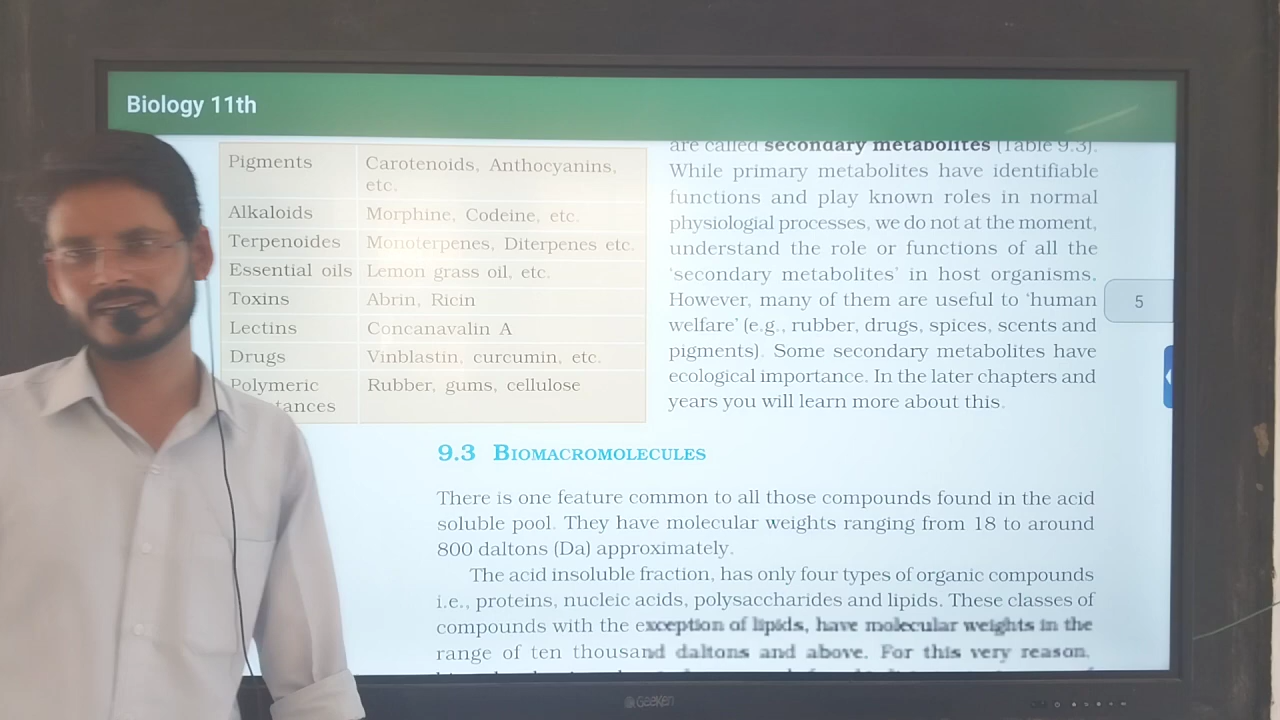 Biology 11th
Pigments Carotenoids, Anthocyanins,
etc.
Alkaloids Morphine, Codeine, etc.
Terpenoides Monoterpenes, Diterpenes etc.
Essential oils Lemon grass oil, etc.
Toxins Abrin, Ricin
Lectins Concanavalin A
Drugs Vinblastin, curcumin, etc.
Polymeric Rubber, gums, cellulose
tances
are called secondary metabolites (Table 9.3).
While primary metabolites have identifiable
functions and play known roles in normal
physiologial processes, we do not at the moment,
understand the role or functions of all the
‘secondary metabolites’ in host organisms.
However, many of them are useful to ‘human
welfare’ (e.g., rubber, drugs, spices, scents and
pigments). Some secondary metabolites have
ecological importance. In the later chapters and
years you will learn more about this.
5
9.3 BIOMACROMOLECULES
There is one feature common to all those compounds found in the acid
soluble pool. They have molecular weights ranging from 18 to around
800 daltons (Da) approximately.
The acid insoluble fraction, has only four types of organic compounds
i.e., proteins, nucleic acids, polysaccharides and lipids. These classes of
compounds with the exception of lipids, have molecular weights in the
range of ten thousand daltons and above. For this very reason,
Geeken